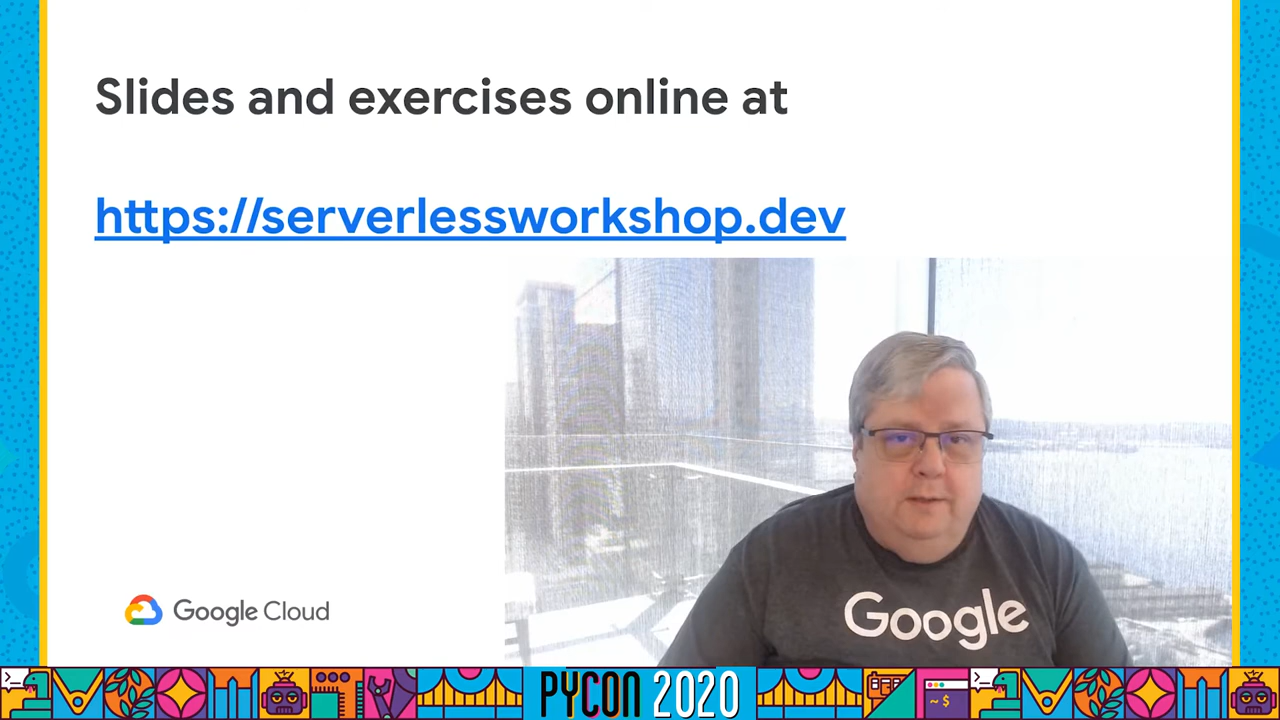 Slides and exercises online at
https://serverlessworkshop.dev
Google
Google Cloud
PYCON 2020
~ $